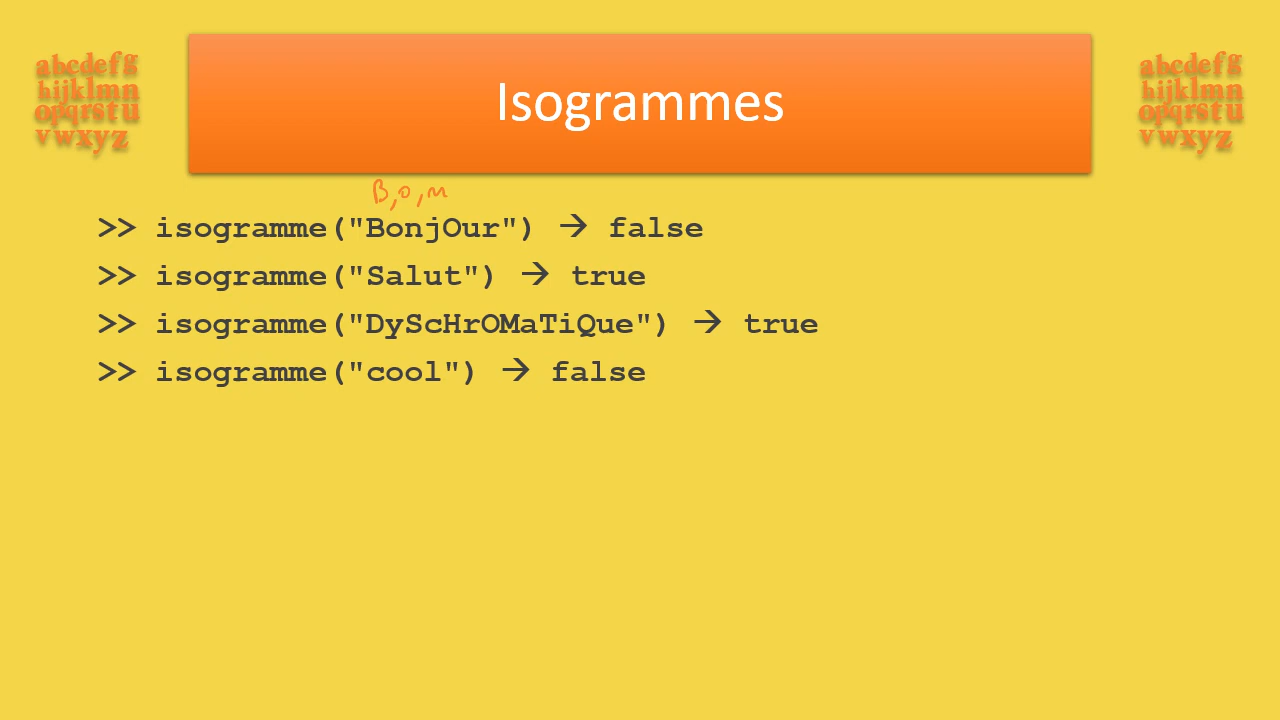 abcdefg
hijklmn
opqrstu
vwxyz
Isogrammes
abcdefg
hijklmn
opqrstu
vwxyz
B,o,n
>> isogramme("BonjOur") → false
>> isogramme("Salut") → true
>> isogramme("DyScHrOMaTiQue") → true
>> isogramme("cool") → false